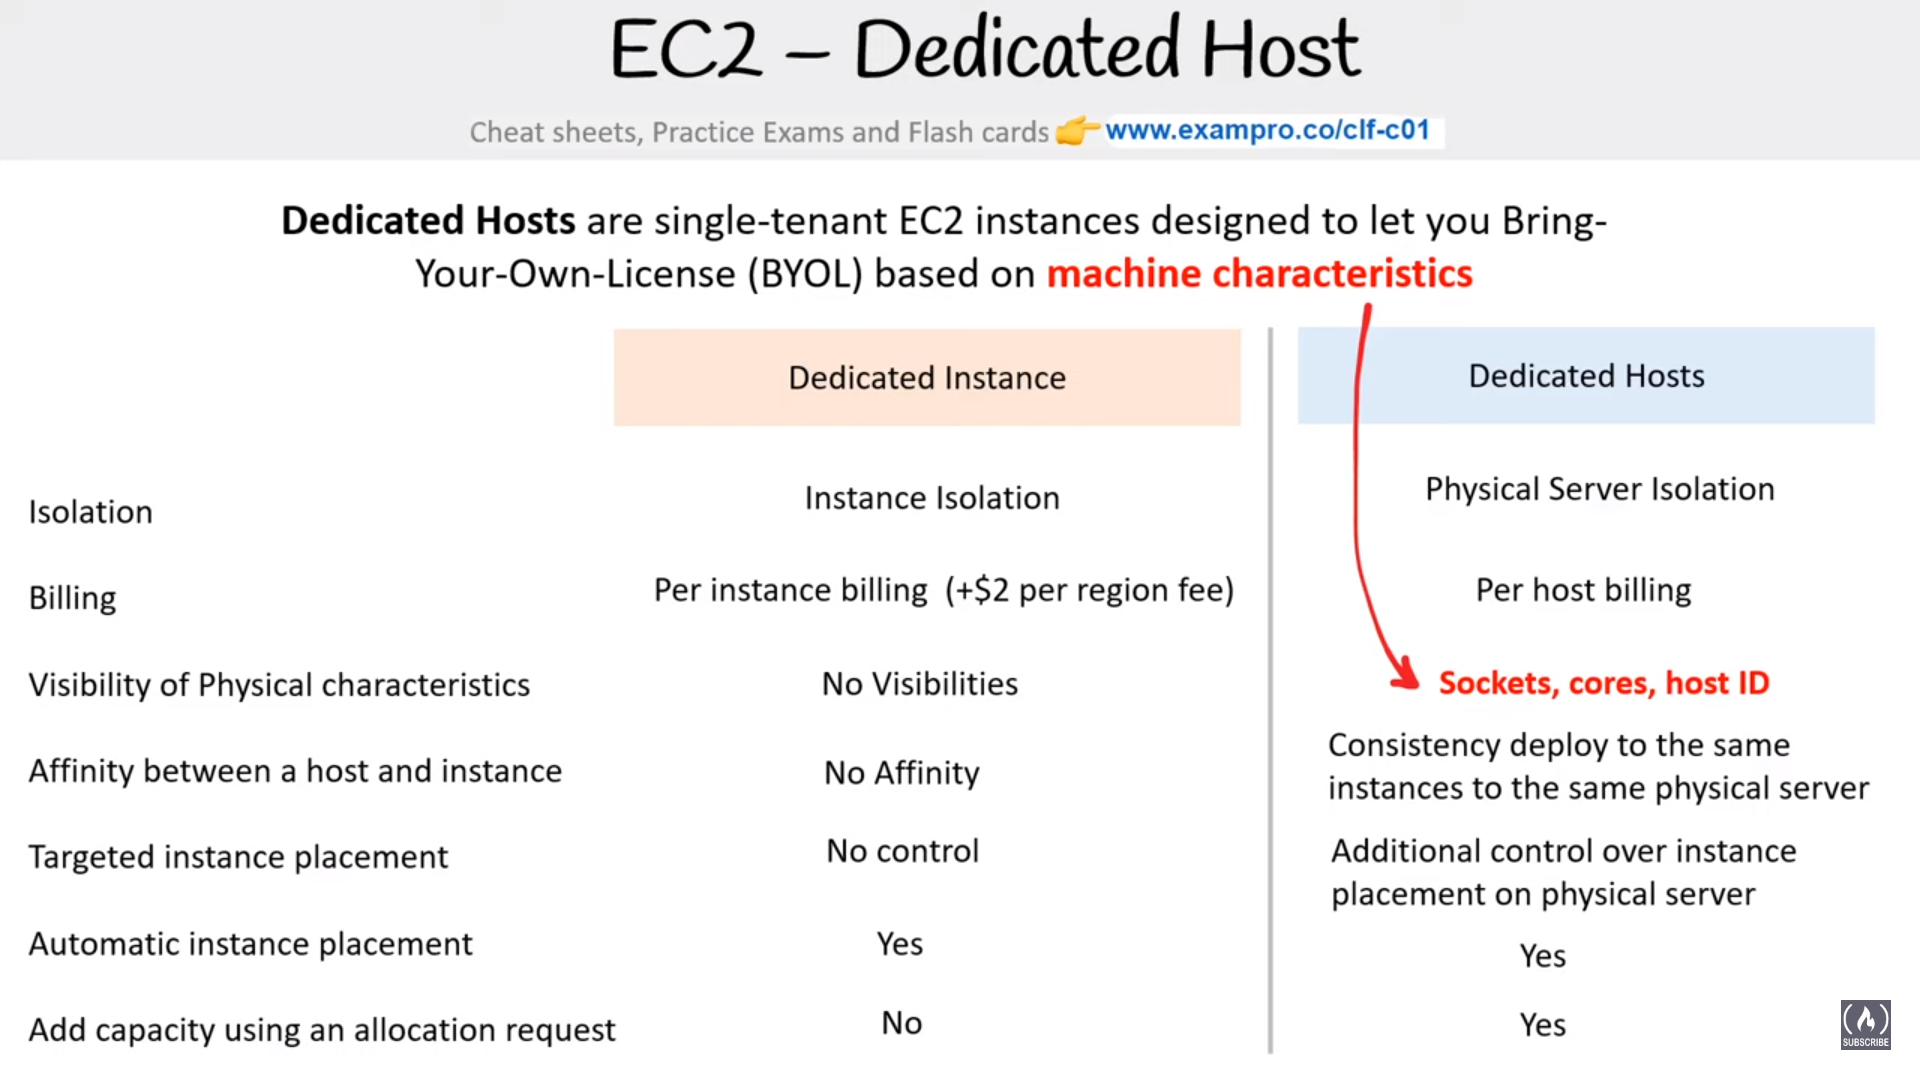 EC2 – Dedicated Host
Cheat sheets, Practice Exams and Flash cards 👉 www.exampro.co/clf-c01
Dedicated Hosts are single-tenant EC2 instances designed to let you Bring-
Your-Own-License (BYOL) based on machine characteristics
Dedicated Instance
Dedicated Hosts
Isolation
Instance Isolation
Physical Server Isolation
Billing
Per instance billing (+$2 per region fee)
Per host billing
Visibility of Physical characteristics
No Visibilities
Sockets, cores, host ID
Affinity between a host and instance
No Affinity
Consistency deploy to the same
instances to the same physical server
Targeted instance placement
No control
Additional control over instance
placement on physical server
Automatic instance placement
Yes
Yes
Add capacity using an allocation request
No
Yes
SUBSCRIBE